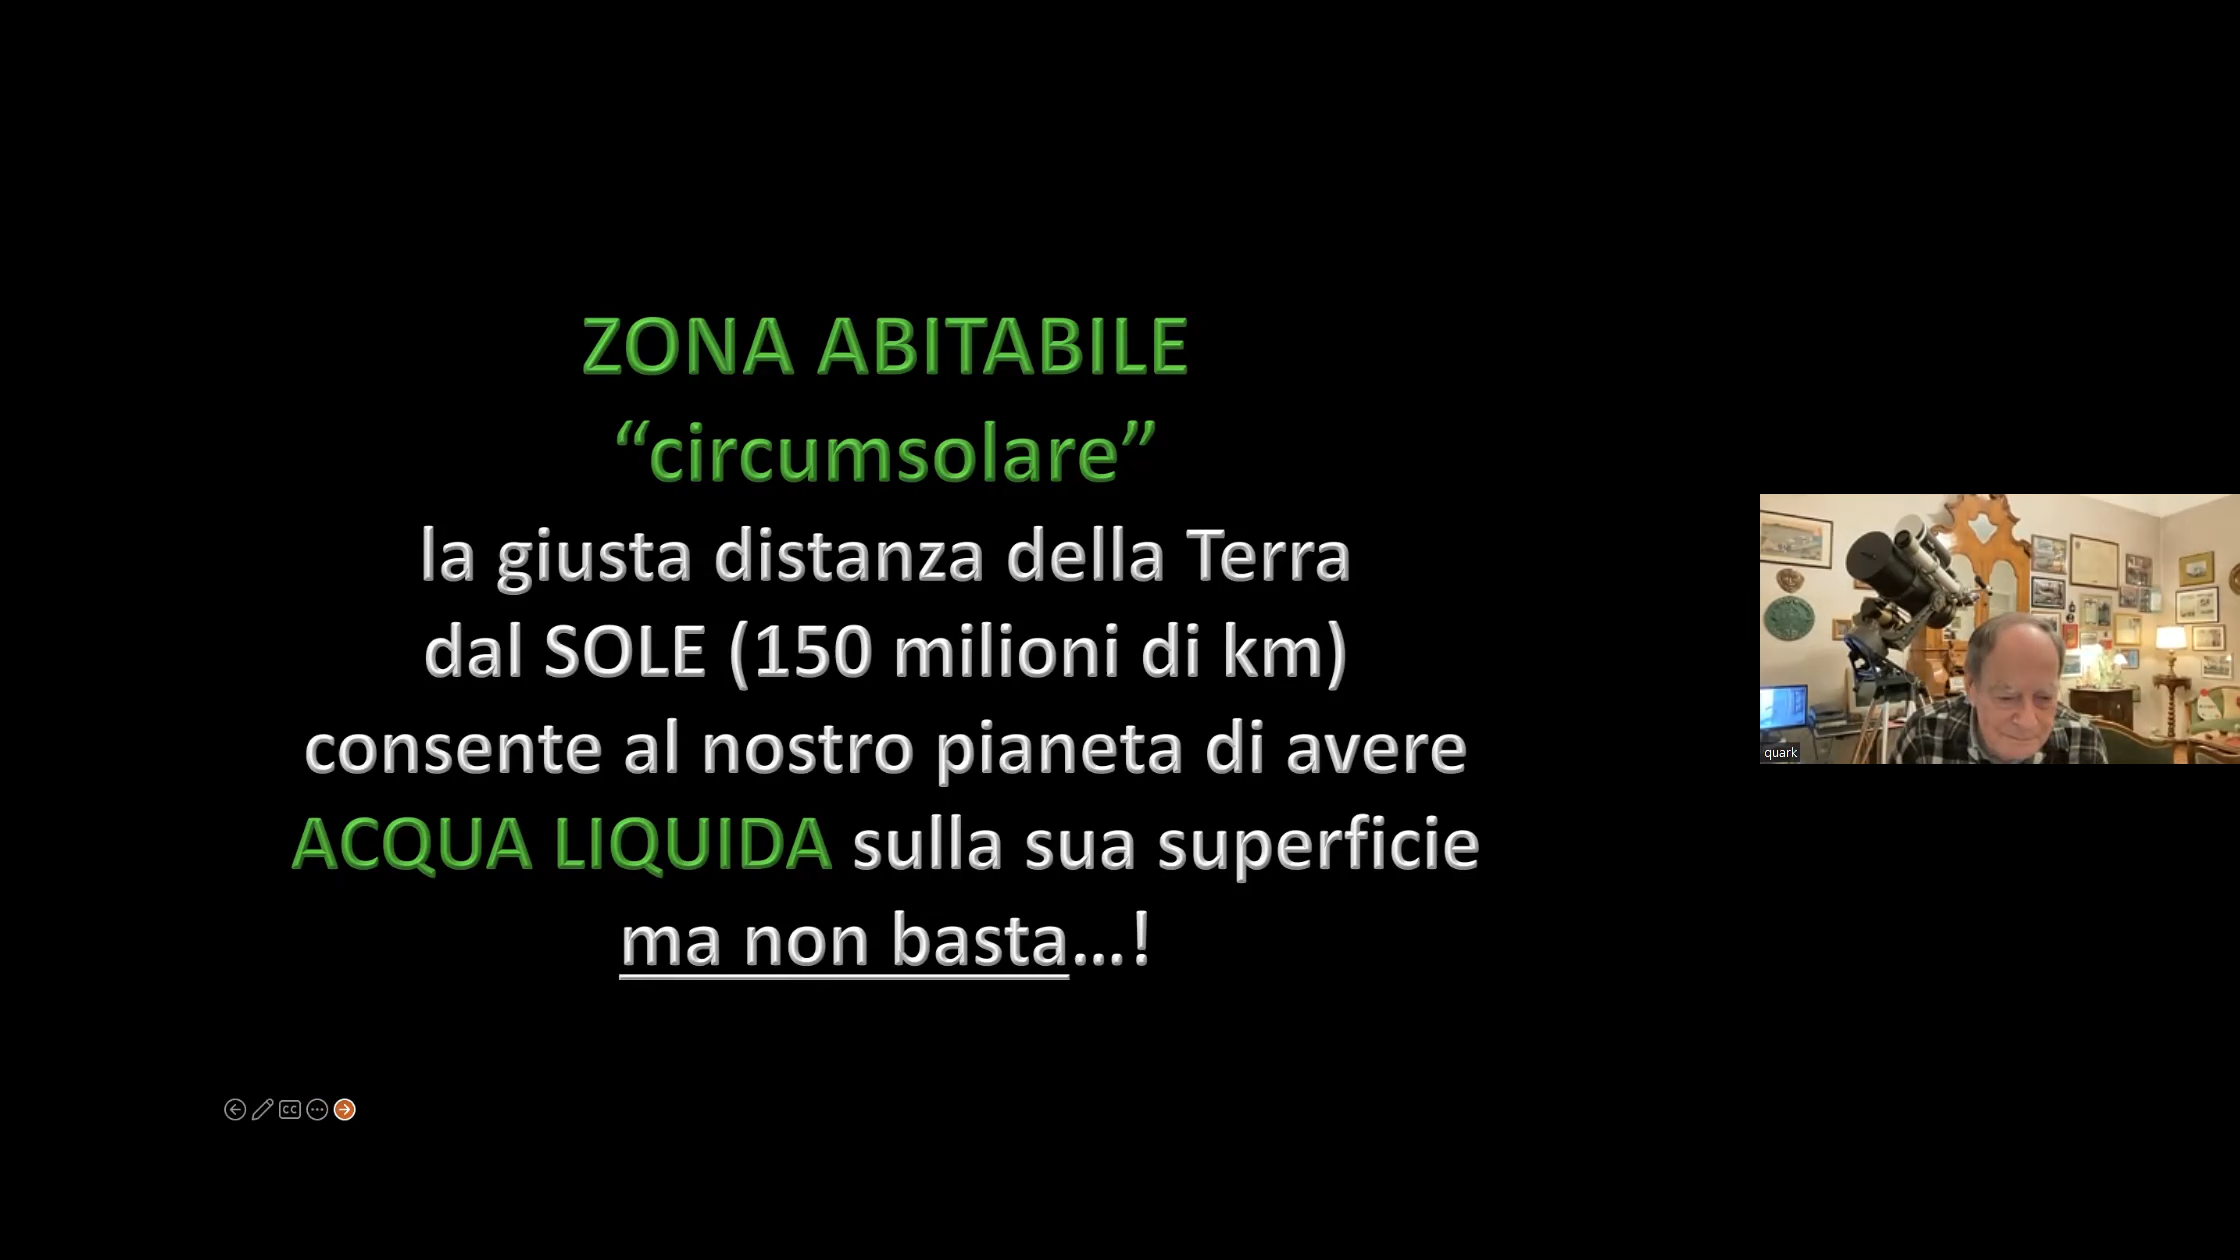 ZONA ABITABILE
“circumsolare”
la giusta distanza della Terra
dal SOLE (150 milioni di km)
consente al nostro pianeta di avere
ACQUA LIQUIDA sulla sua superficie
ma non basta...!
quark
CC